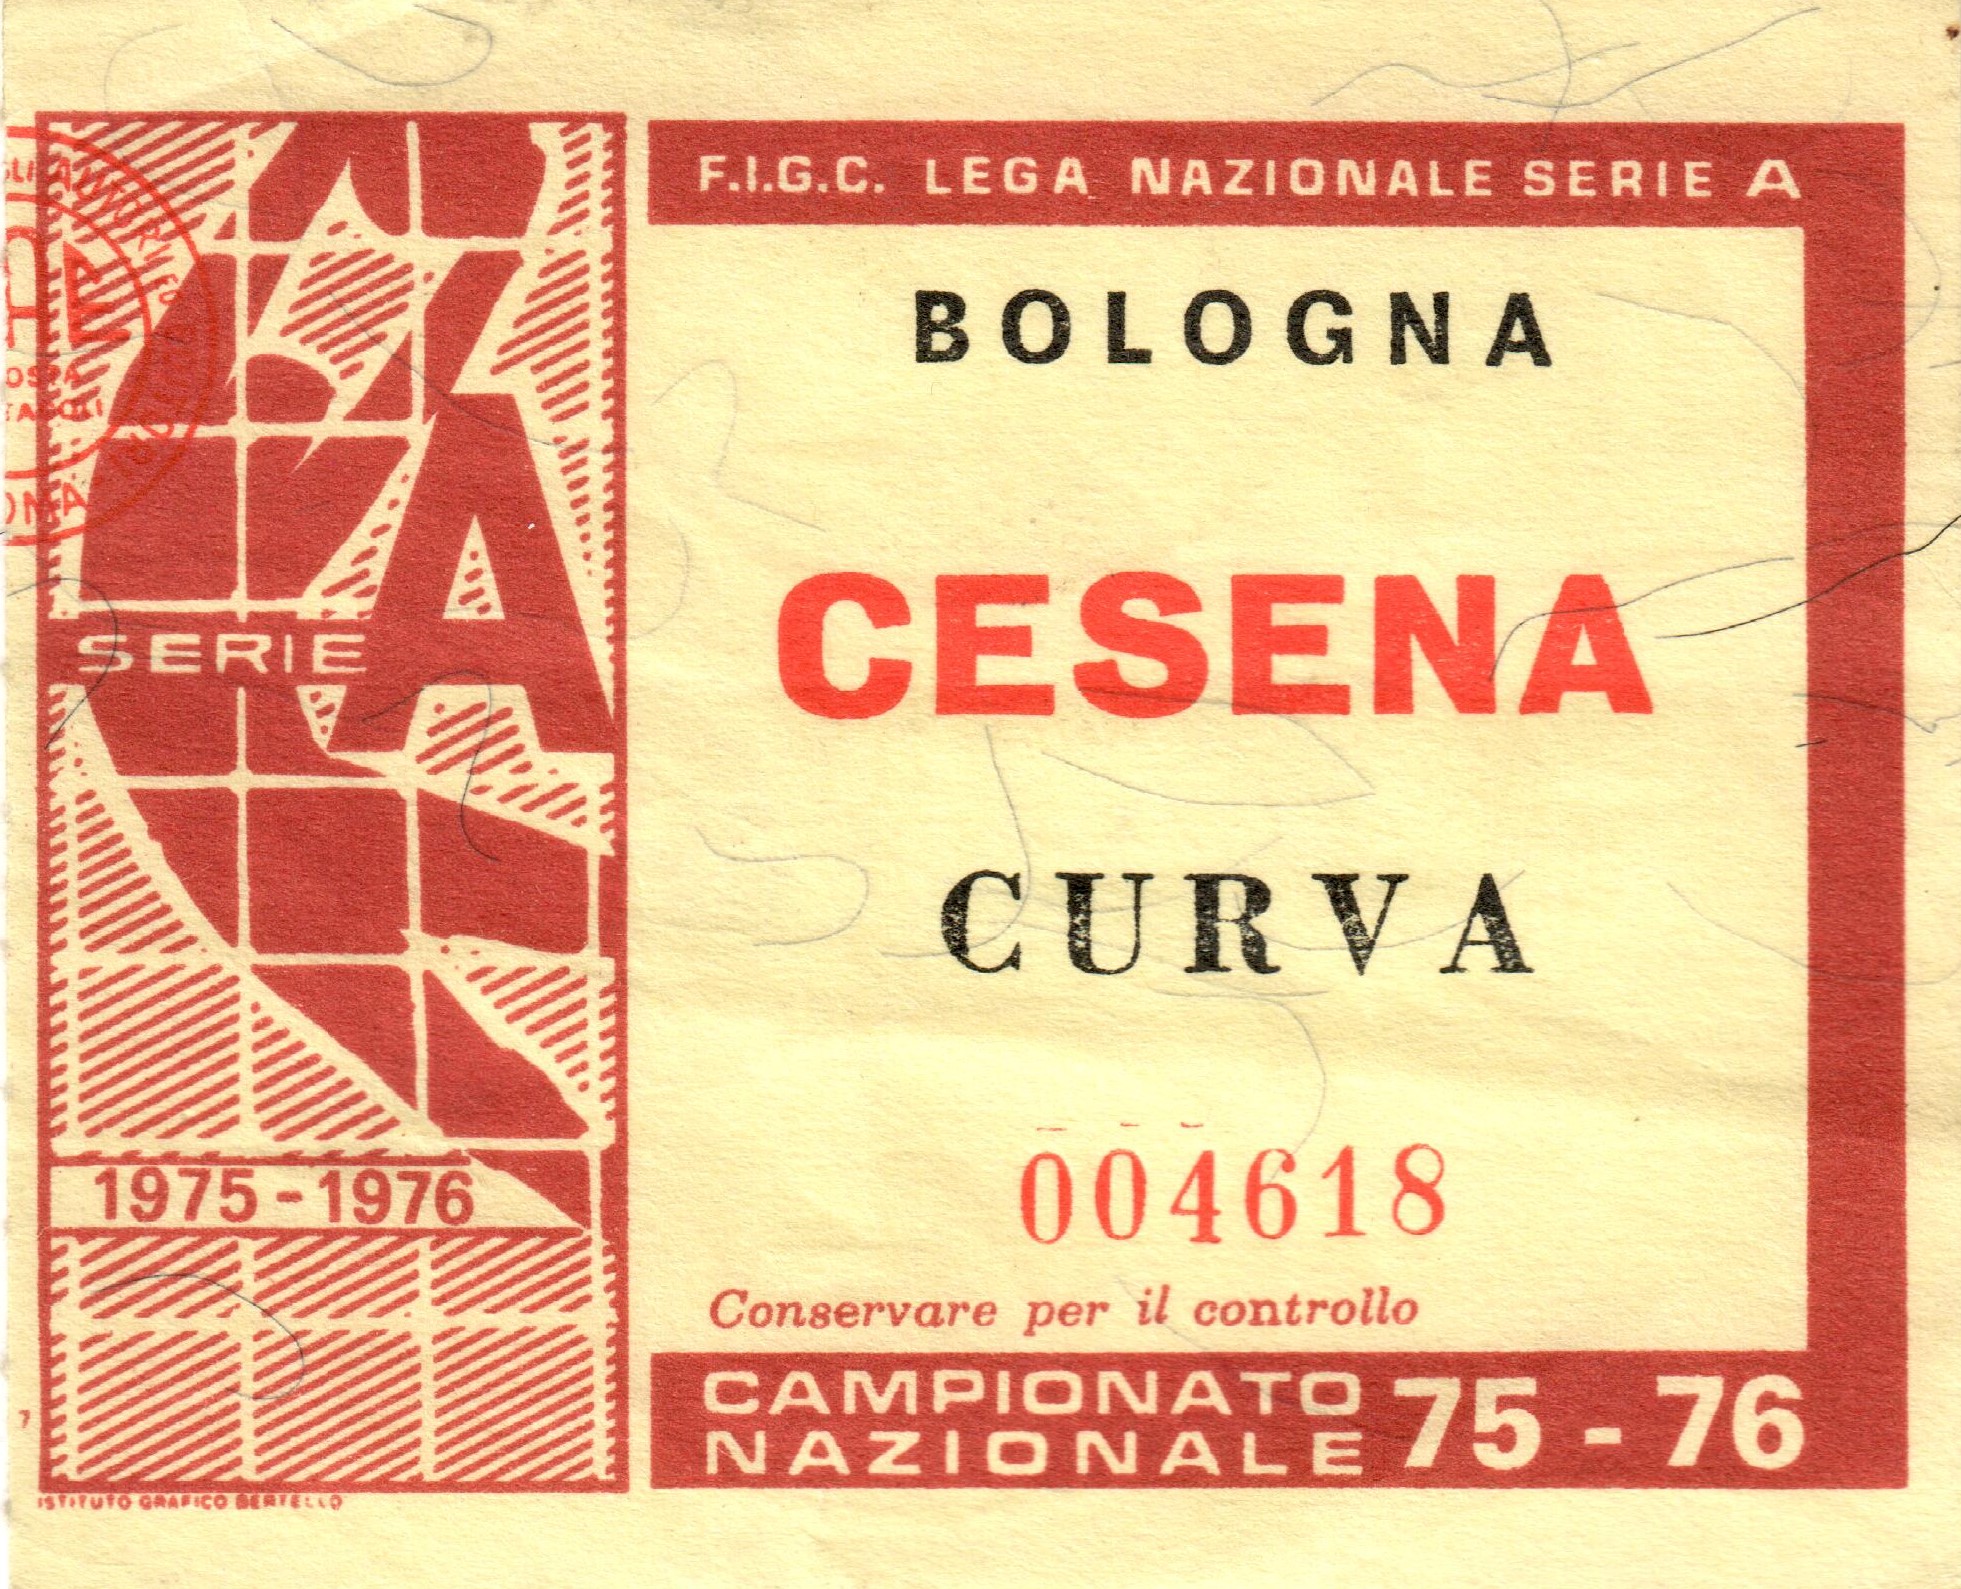 F.I.G.C. LEGA NAZIONALE SERIE A
BOLOGNA
CESENA
CURVA
004618
Conservare per il controllo
CAMPIONATO
NAZIONALE 75-76
SERIE A
1975-1976
7
ISTITUTO GRAFICO BERTELLO